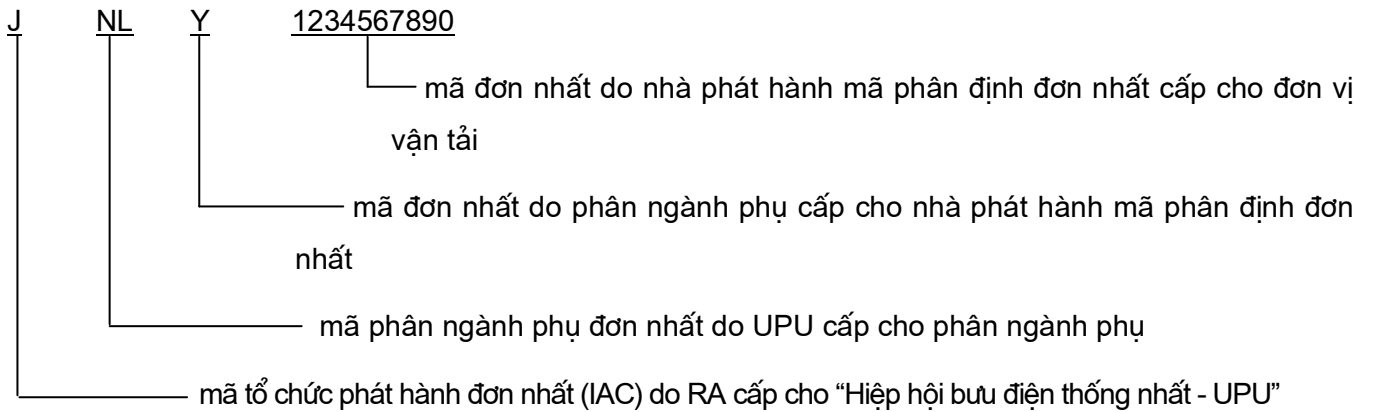 J NL Y 1234567890
mã đơn nhất do nhà phát hành mã phân định đơn nhất cấp cho đơn vị
vận tải
mã đơn nhất do phân ngành phụ cấp cho nhà phát hành mã phân định đơn
nhất
mã phân ngành phụ đơn nhất do UPU cấp cho phân ngành phụ
mã tổ chức phát hành đơn nhất (IAC) do RA cấp cho “Hiệp hội bưu điện thống nhất - UPU”